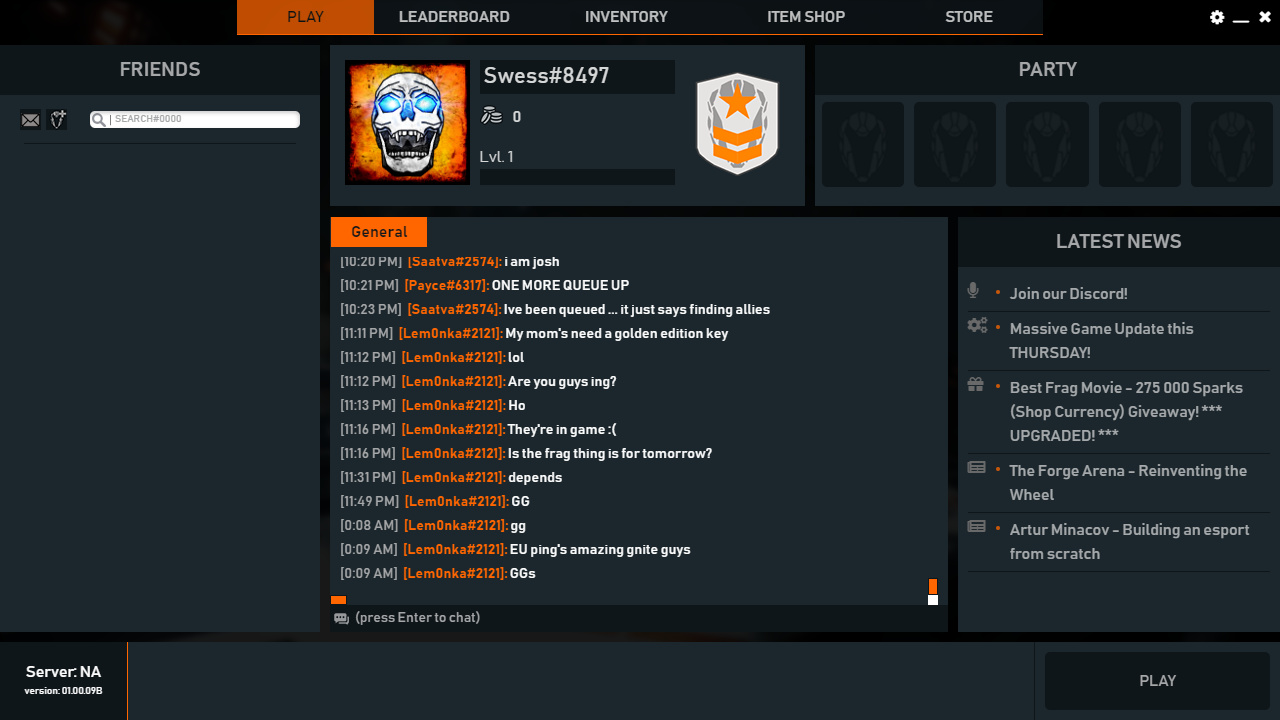 PLAY
LEADERBOARD
INVENTORY
ITEM SHOP
STORE
FRIENDS
SEARCH#0000
Swess#8497
0
Lvl. 1
PARTY
General
[10:20 PM] [Saatva#2574]: i am josh
[10:21 PM] [Payce#6317]: ONE MORE QUEUE UP
[10:23 PM] [Saatva#2574]: Ive been queued ... it just says finding allies
[11:11 PM] [Lem0nka#2121]: My mom's need a golden edition key
[11:12 PM] [Lem0nka#2121]: lol
[11:12 PM] [Lem0nka#2121]: Are you guys ing?
[11:13 PM] [Lem0nka#2121]: Ho
[11:16 PM] [Lem0nka#2121]: They're in game :(
[11:16 PM] [Lem0nka#2121]: Is the frag thing is for tomorrow?
[11:31 PM] [Lem0nka#2121]: depends
[11:49 PM] [Lem0nka#2121]: GG
[0:08 AM] [Lem0nka#2121]: gg
[0:09 AM] [Lem0nka#2121]: EU ping's amazing gnite guys
[0:09 AM] [Lem0nka#2121]: GGs
(press Enter to chat)
LATEST NEWS
• Join our Discord!
• Massive Game Update this
THURSDAY!
• Best Frag Movie - 275 000 Sparks
(Shop Currency) Giveaway! ***
UPGRADED! ***
• The Forge Arena - Reinventing the
Wheel
• Artur Minacov - Building an esport
from scratch
Server: NA
version: 01.00.09B
PLAY